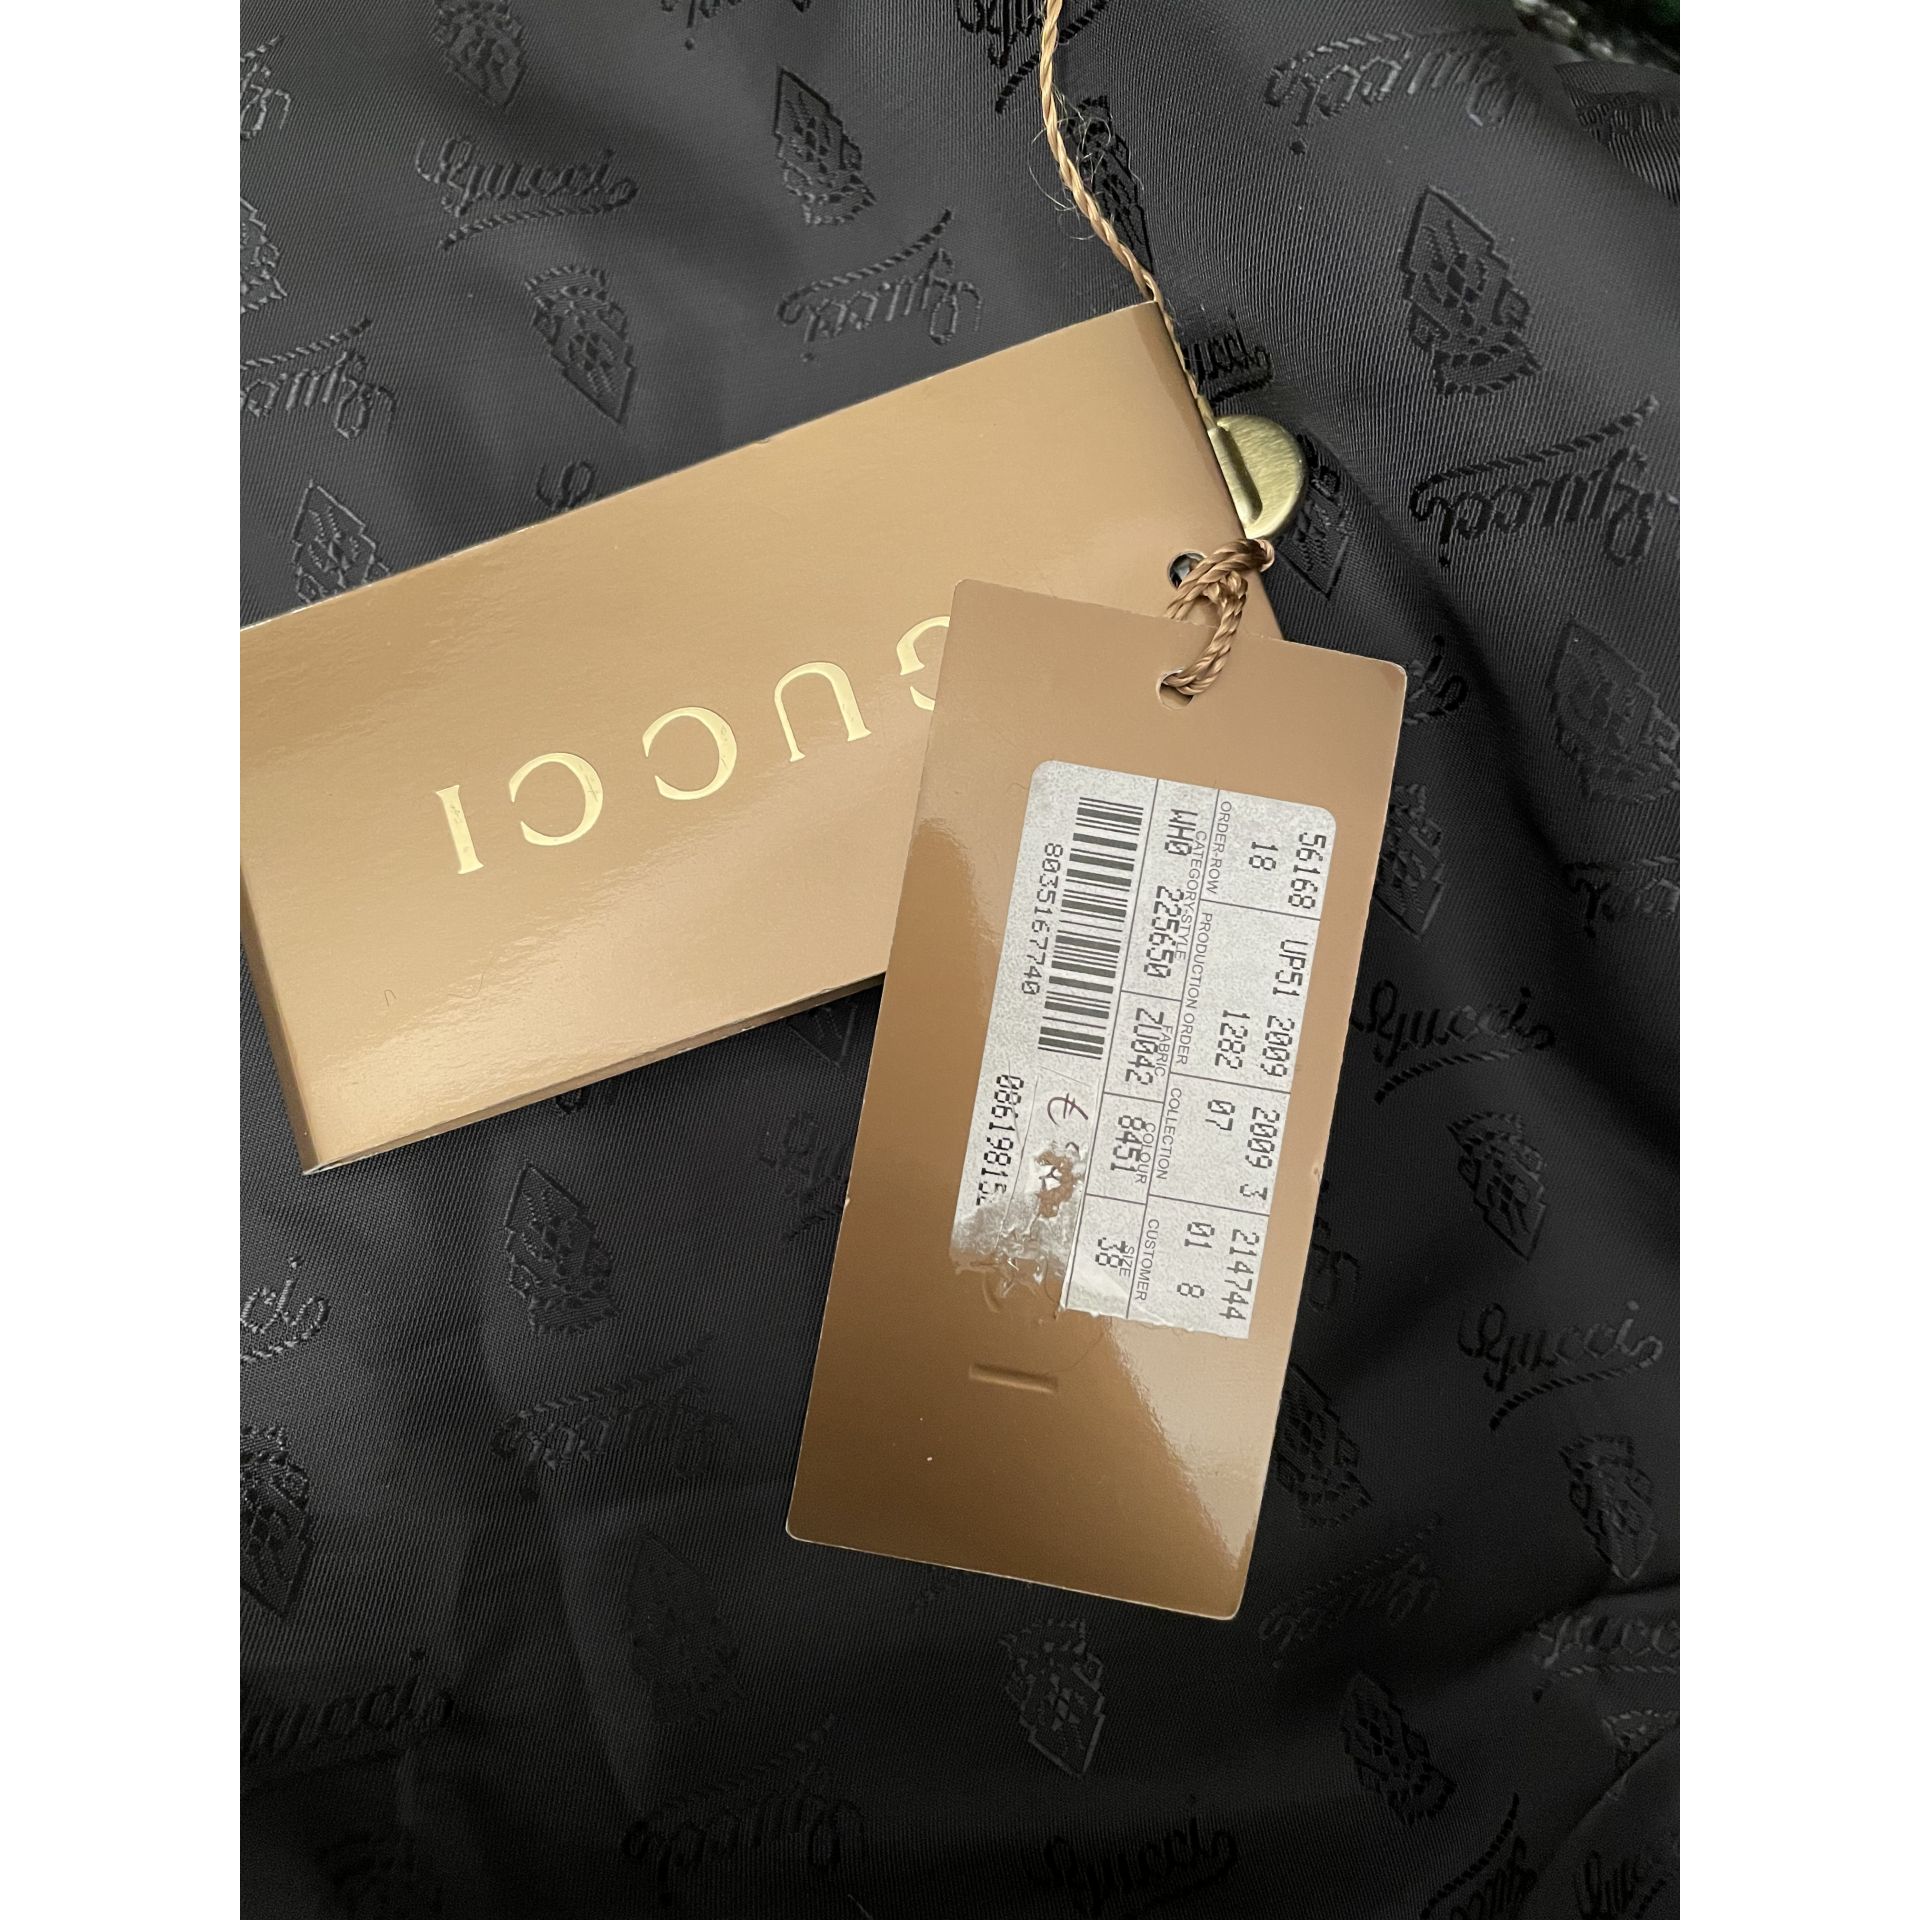 GUCCI
56168 UP51 2009 2009 3 214744
18 1282 07 01 8
ORDER-ROW PRODUCTION ORDER COLLECTION CUSTOMER
CATEGORY-STYLE FABRIC COLOUR SIZE
WH0 225650 Z0042 8451 38
8035167740
€
Gucci